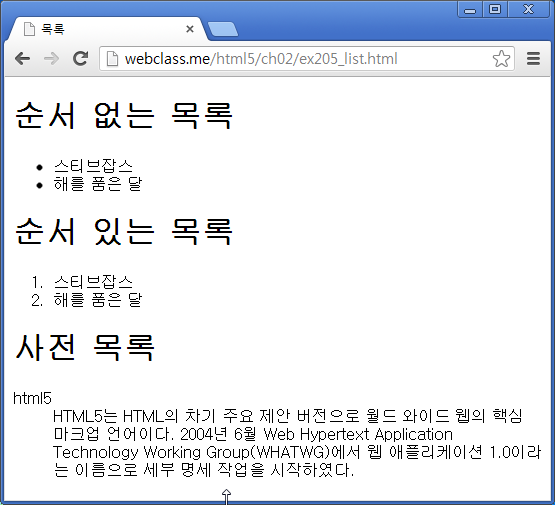 목록
webclass.me/html5/ch02/ex205_list.html
순서 없는 목록
스티브잡스
해를 품은 달
순서 있는 목록
1. 스티브잡스
2. 해를 품은 달
사전 목록
html5
HTML5는 HTML의 차기 주요 제안 버전으로 월드 와이드 웹의 핵심
마크업 언어이다. 2004년 6월 Web Hypertext Application
Technology Working Group(WHATWG)에서 웹 애플리케이션 1.0이라
는 이름으로 세부 명세 작업을 시작하였다.